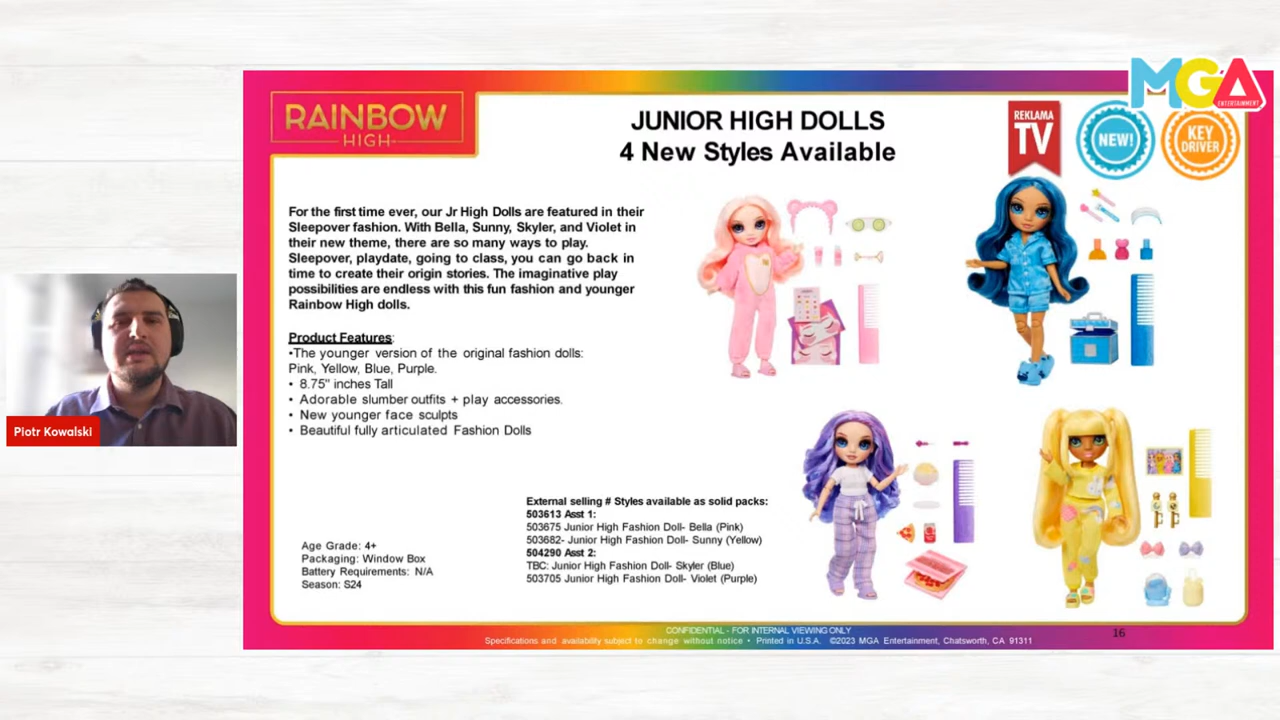 MGA
ENTERTAINMENT
RAINBOW
HIGH
JUNIOR HIGH DOLLS
4 New Styles Available
REKLAMA
TV
NEW!
KEY
DRIVER
For the first time ever, our Jr High Dolls are featured in their
Sleepover fashion. With Bella, Sunny, Skyler, and Violet in
their new theme, there are so many ways to play.
Sleepover, playdate, going to class, you can go back in
time to create their origin stories. The imaginative play
possibilities are endless with this fun fashion and younger
Rainbow High dolls.
Product Features:
•The younger version of the original fashion dolls:
Pink, Yellow, Blue, Purple.
• 8.75" inches Tall
• Adorable slumber outfits + play accessories.
• New younger face sculpts
• Beautiful fully articulated Fashion Dolls
Piotr Kowalski
Age Grade: 4+
Packaging: Window Box
Battery Requirements: N/A
Season: S24
External selling # Styles available as solid packs:
503613 Asst 1:
503675 Junior High Fashion Doll- Bella (Pink)
503682- Junior High Fashion Doll- Sunny (Yellow)
504290 Asst 2:
TBC: Junior High Fashion Doll- Skyler (Blue)
503705 Junior High Fashion Doll- Violet (Purple)
CONFIDENTIAL - FOR INTERNAL VIEWING ONLY
Specifications and availability subject to change without notice • Printed in U.S.A. ©2023 MGA Entertainment, Chatsworth, CA 91311
16